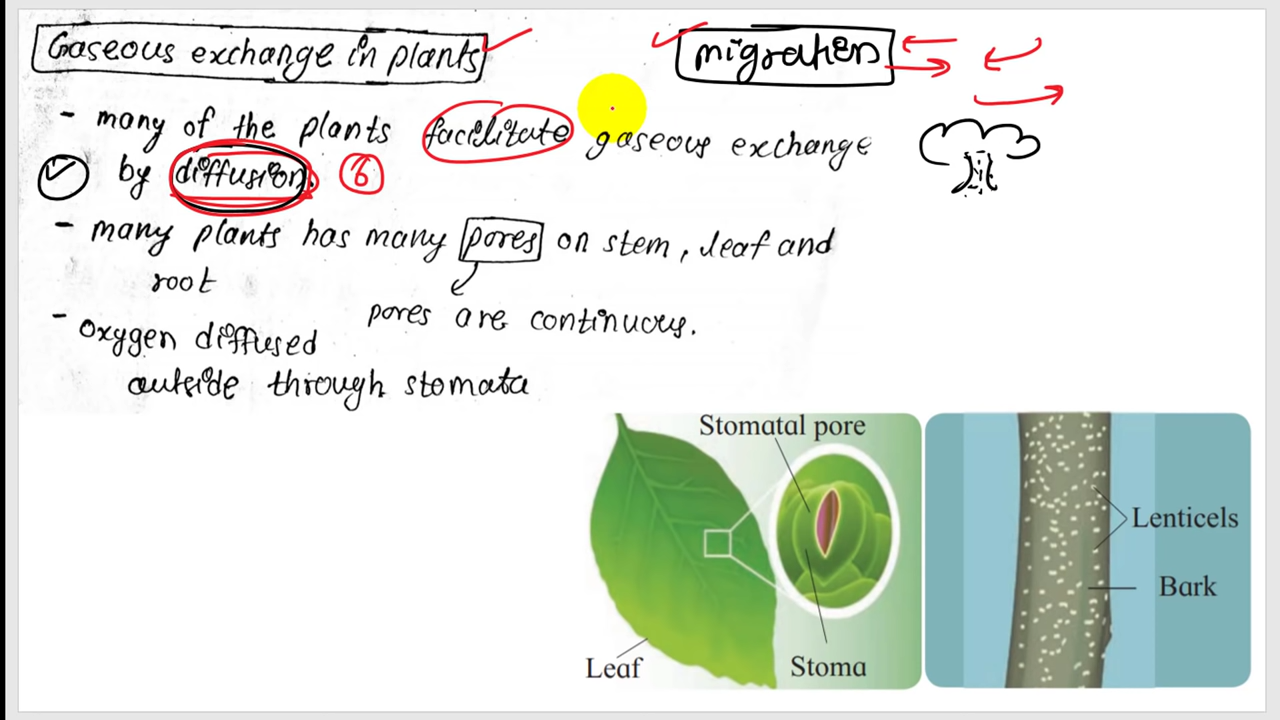 Gaseous exchange in plants
migration
- many of the plants facilitate gaseous exchange
by diffusion. 6
- many plants has many pores on stem, leaf and
root
pores are continuous.
- oxygen diffused
outside through stomata
Stomatal pore
Leaf
Stoma
Lenticels
Bark